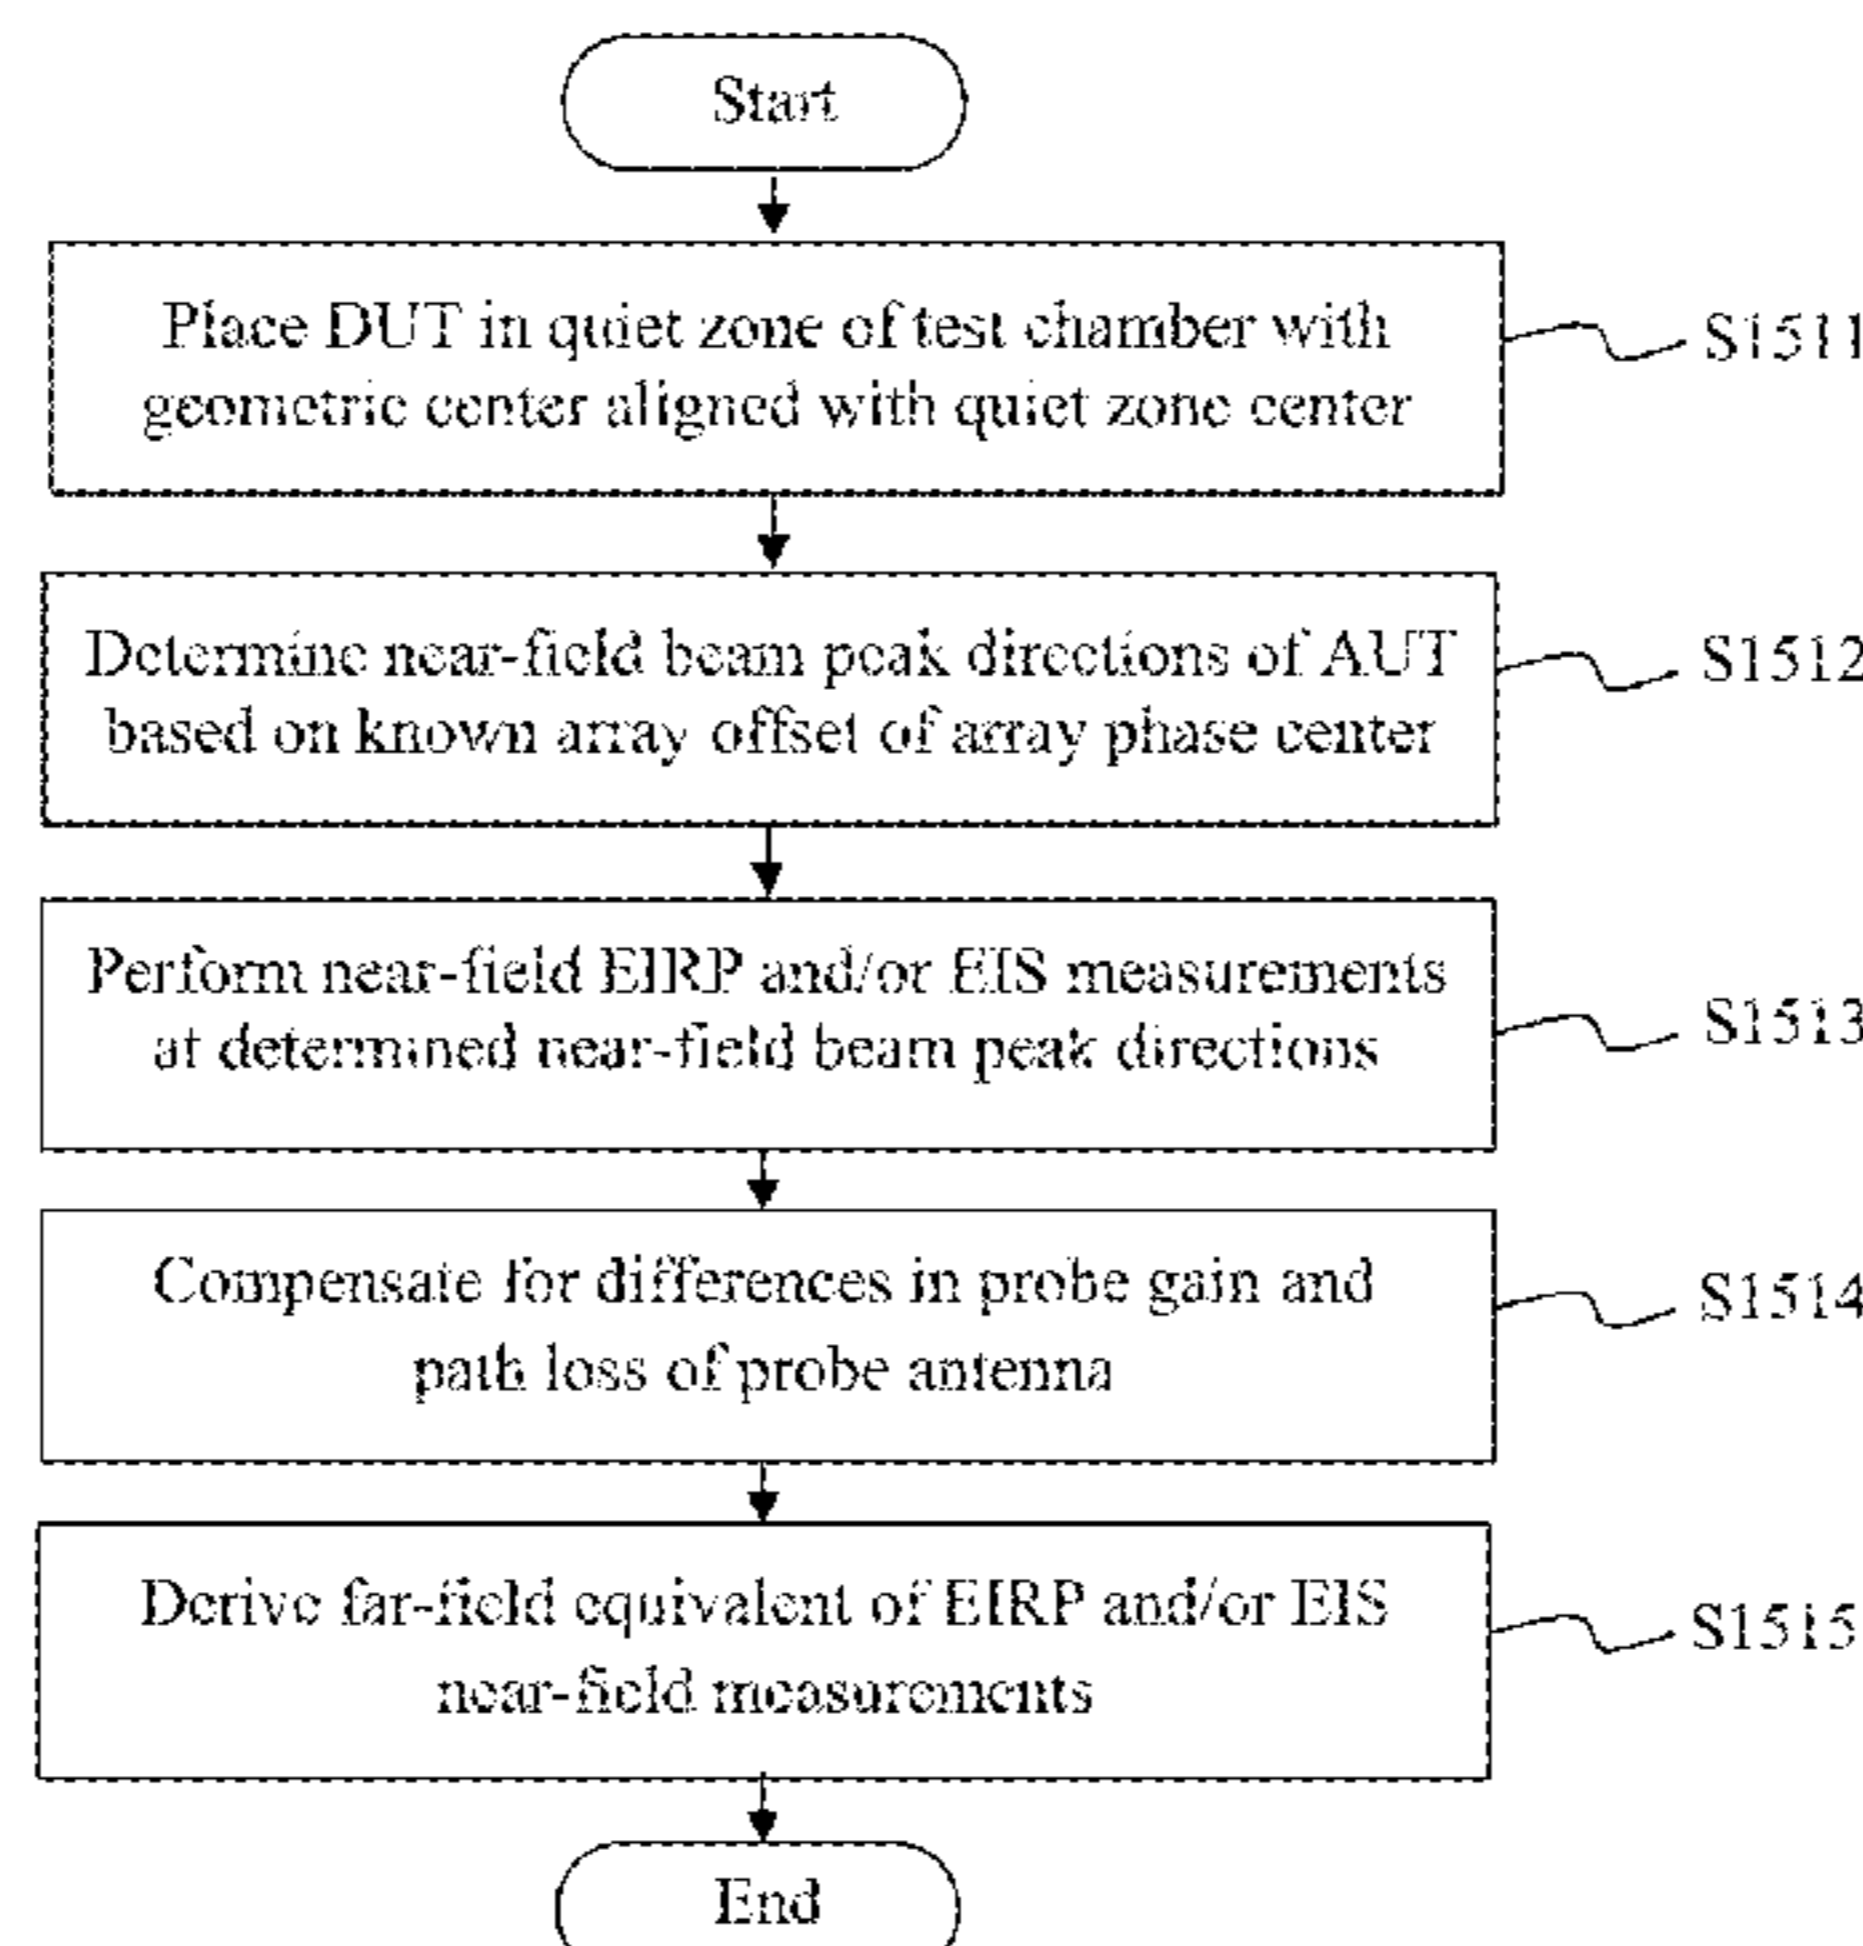 Start
Place DUT in quiet zone of test chamber with
geometric center aligned with quiet zone center
S1511
Determine near-field beam peak directions of AUT
based on known array offset of array phase center
S1512
Perform near-field EIRP and/or EIS measurements
at determined near-field beam peak directions
S1513
Compensate for differences in probe gain and
path loss of probe antenna
S1514
Derive far-field equivalent of EIRP and/or EIS
near-field measurements
S1515
End